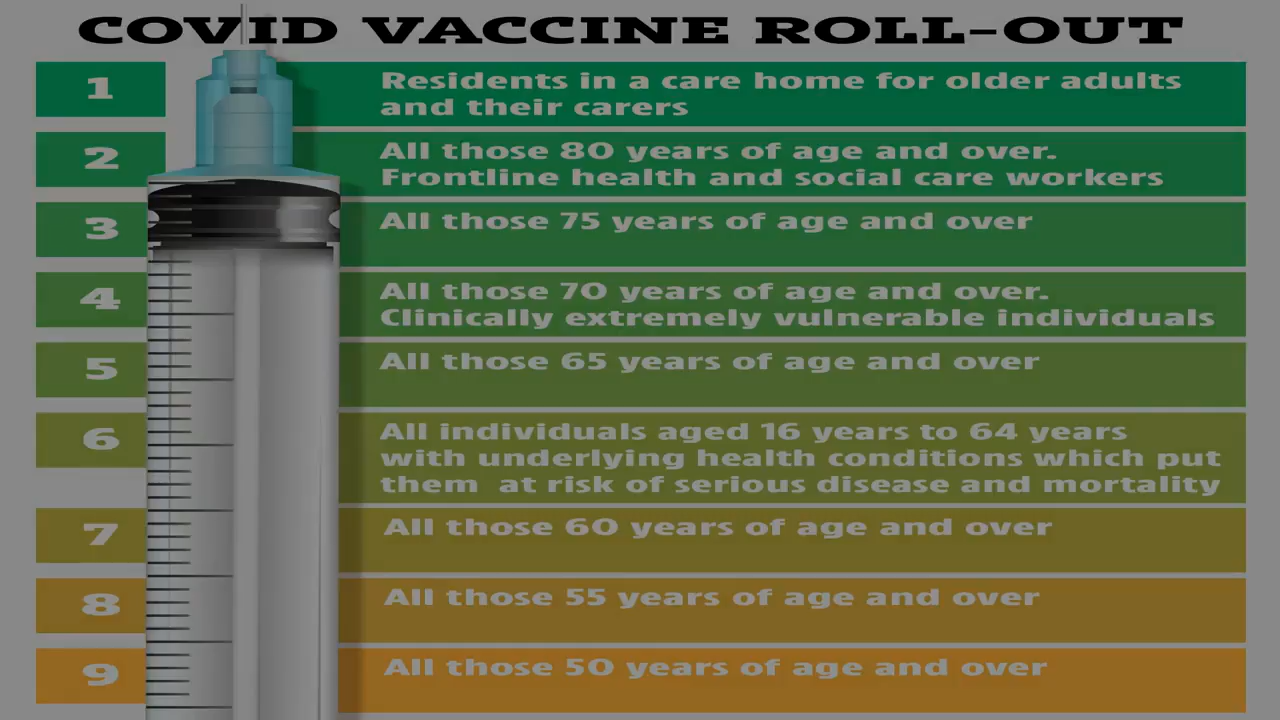 COVID VACCINE ROLL-OUT
1
Residents in a care home for older adults
and their carers
2
All those 80 years of age and over.
Frontline health and social care workers
3
All those 75 years of age and over
4
All those 70 years of age and over.
Clinically extremely vulnerable individuals
5
All those 65 years of age and over
6
All individuals aged 16 years to 64 years
with underlying health conditions which put
them at risk of serious disease and mortality
7
All those 60 years of age and over
8
All those 55 years of age and over
9
All those 50 years of age and over